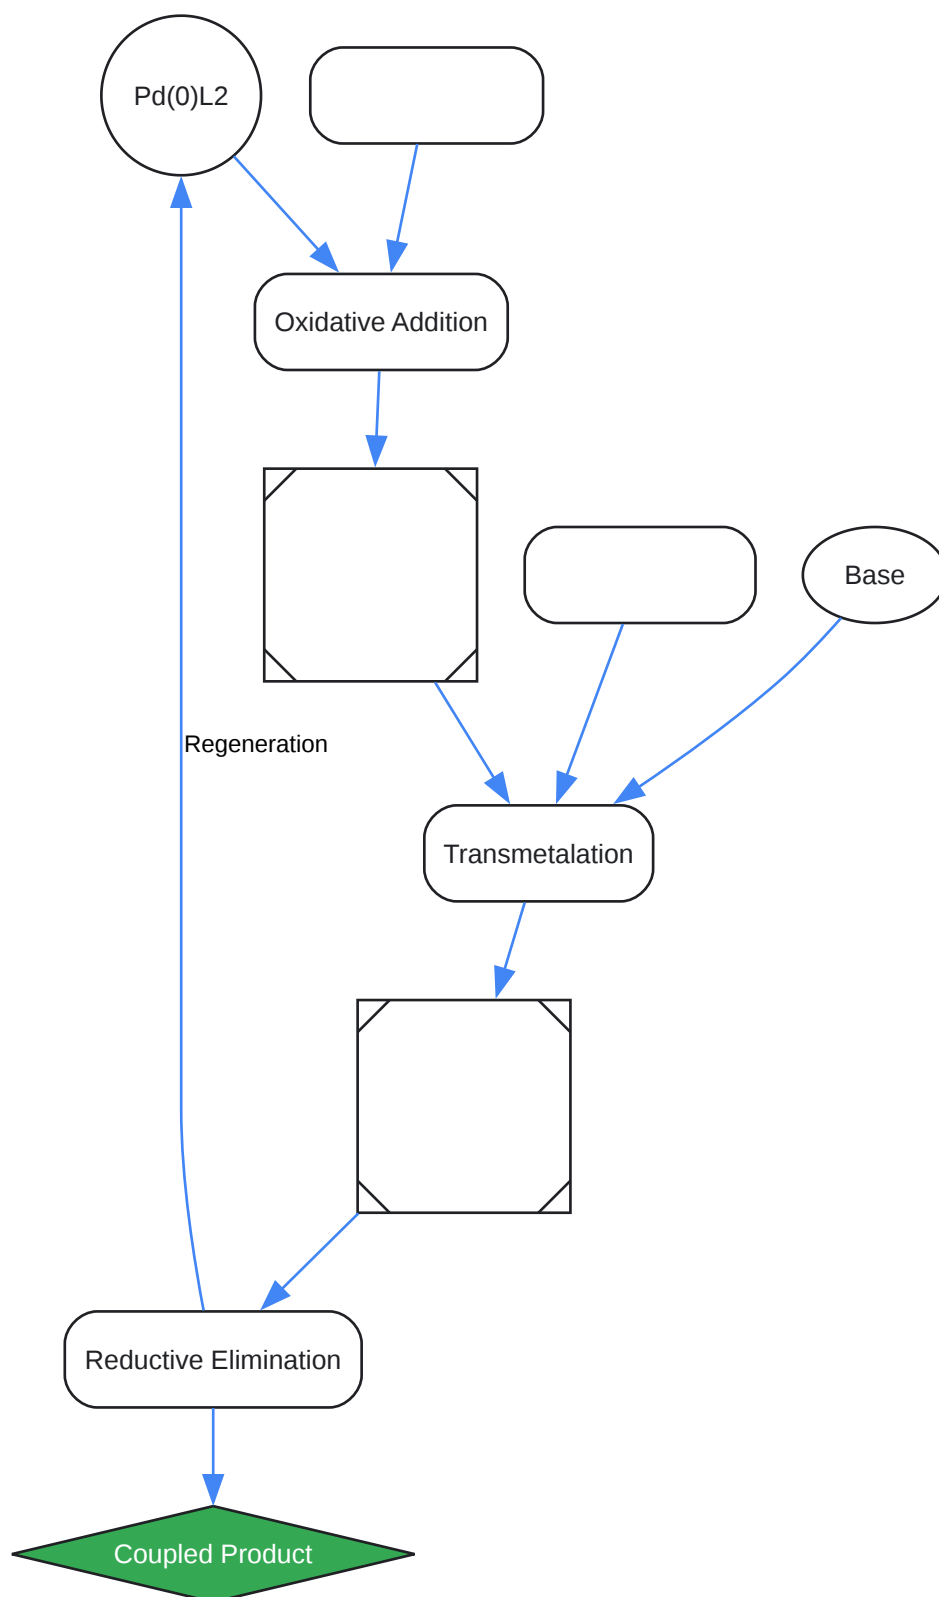 Pd(0)L2
Oxidative Addition
Base
Regeneration
Transmetalation
Reductive Elimination
Coupled Product